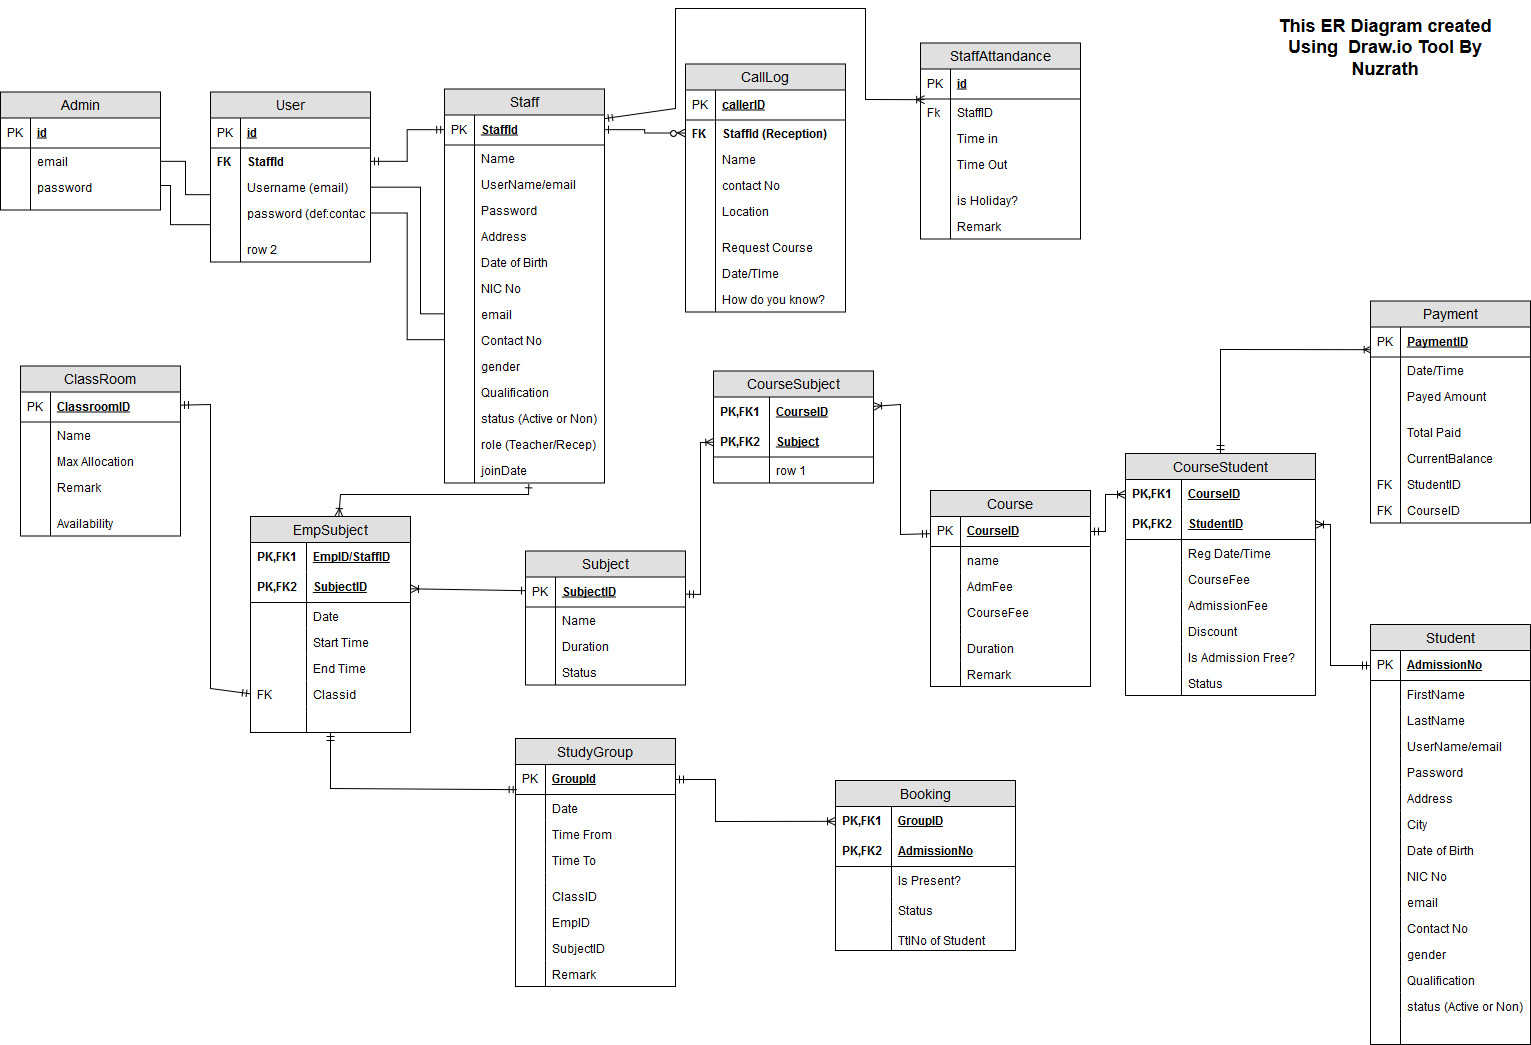 This ER Diagram created
Using Draw.io Tool By
Nuzrath
Admin
PK id
email
password
User
PK id
FK StaffId
Username (email)
password (def:contac
row 2
Staff
PK StaffId
Name
UserName/email
Password
Address
Date of Birth
NIC No
email
Contact No
gender
Qualification
status (Active or Non)
role (Teacher/Recep)
joinDate
CallLog
PK callerID
FK StaffId (Reception)
Name
contact No
Location
Request Course
Date/TIme
How do you know?
StaffAttandance
PK id
Fk StaffID
Time in
Time Out
is Holiday?
Remark
ClassRoom
PK ClassroomID
Name
Max Allocation
Remark
Availability
CourseSubject
PK,FK1 CourseID
PK,FK2 Subject
row 1
Payment
PK PaymentID
Date/Time
Payed Amount
Total Paid
CurrentBalance
FK StudentID
FK CourseID
EmpSubject
PK,FK1 EmpID/StaffID
PK,FK2 SubjectID
Date
Start Time
End Time
FK Classid
Subject
PK SubjectID
Name
Duration
Status
Course
PK CourseID
name
AdmFee
CourseFee
Duration
Remark
CourseStudent
PK,FK1 CourseID
PK,FK2 StudentID
Reg Date/Time
CourseFee
AdmissionFee
Discount
Is Admission Free?
Status
Student
PK AdmissionNo
FirstName
LastName
UserName/email
Password
Address
City
Date of Birth
NIC No
email
Contact No
gender
Qualification
status (Active or Non)
StudyGroup
PK GroupId
Date
Time From
Time To
ClassID
EmpID
SubjectID
Remark
Booking
PK,FK1 GroupID
PK,FK2 AdmissionNo
Is Present?
Status
TtlNo of Student